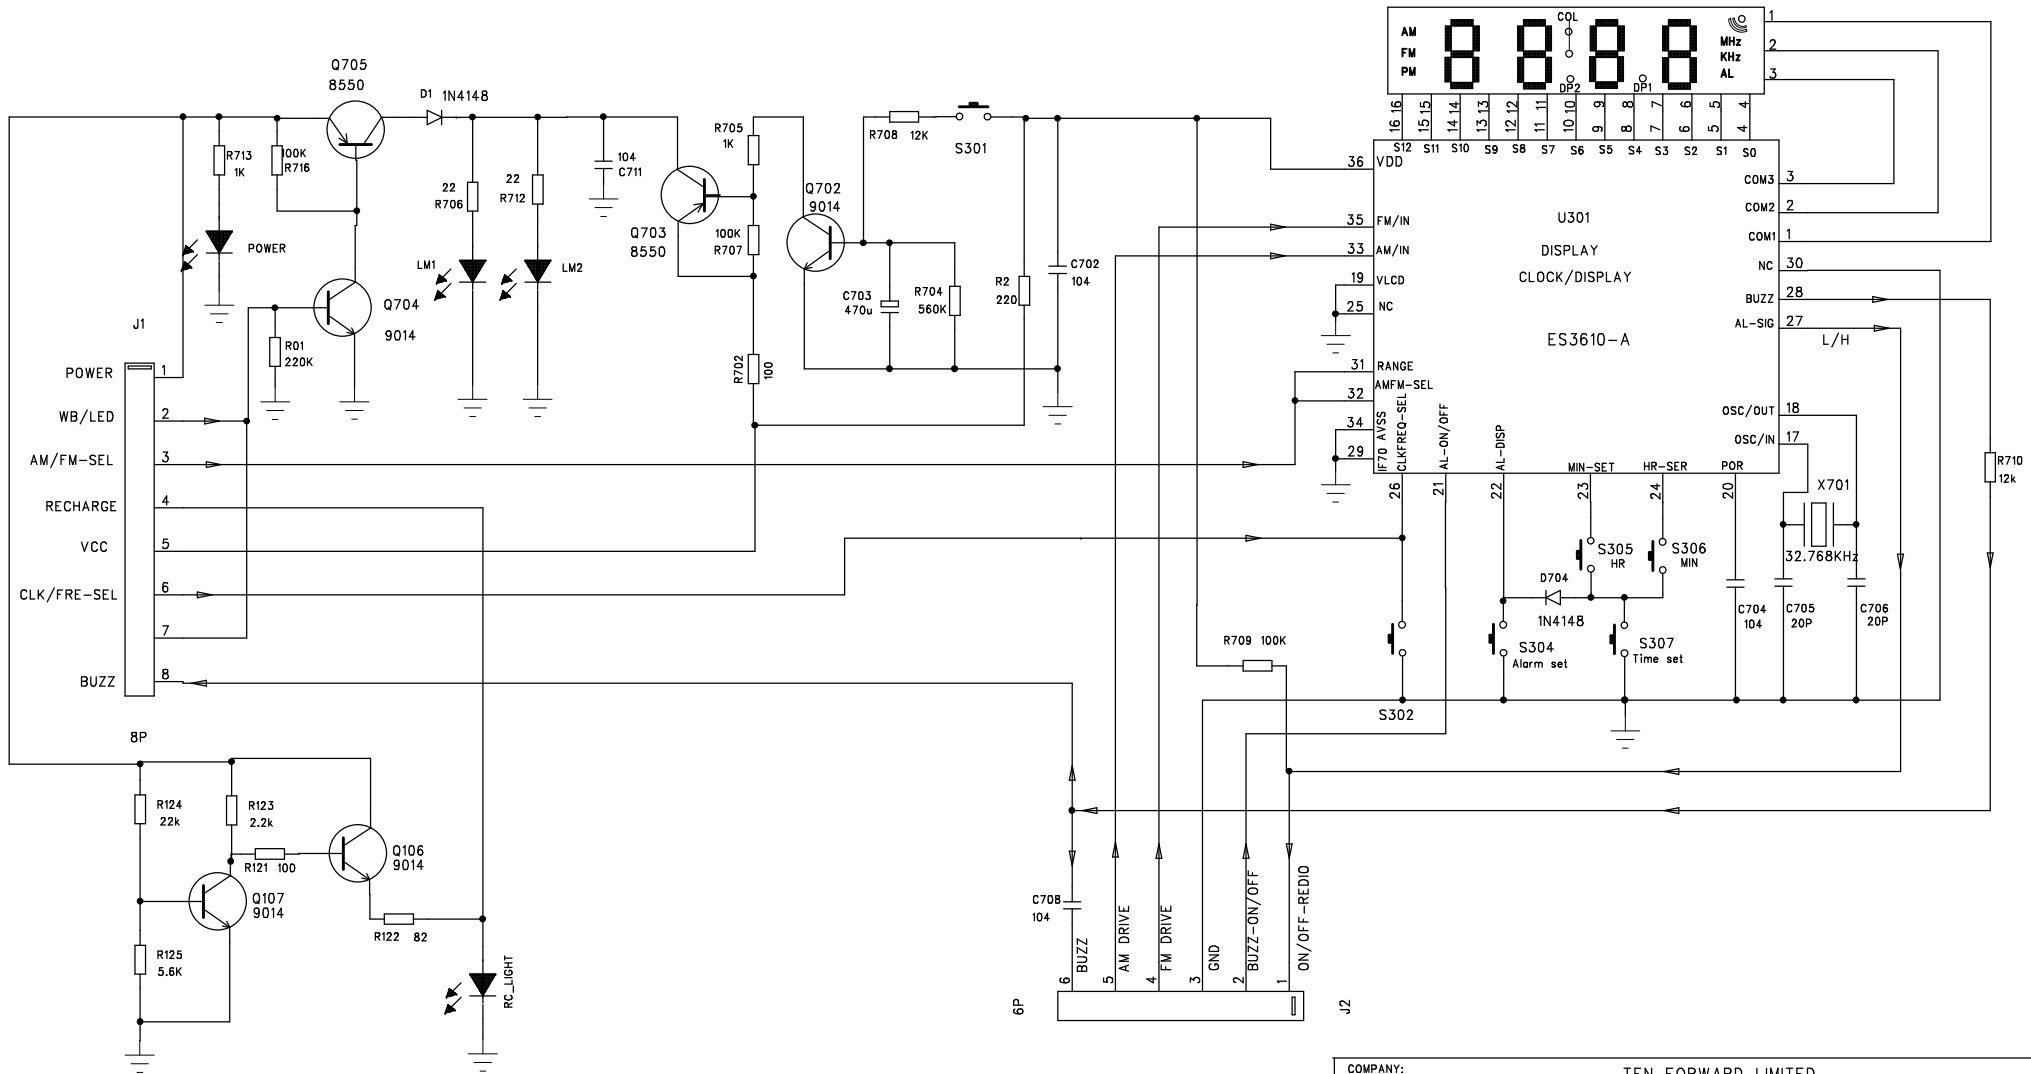 COL
AM
FM
PM
MHz
KHz
AL
DP2
DP1
1
2
3
16 15 14 13 12 11 10 9 8 7 6 5 4
16 15 14 13 12 11 10 9 8 7 6 5 4
S12 S11 S10 S9 S8 S7 S6 S5 S4 S3 S2 S1 S0
Q705
8550
D1 1N4148
R713
1K
100K
R716
POWER
22
R706
22
R712
104
C711
LM1
LM2
Q704
9014
R01
220K
R705
1K
Q703
8550
100K
R707
R702
100
Q702
9014
R708 12K
S301
C703
470u
R704
560K
R2
220
C702
104
36 VDD
35 FM/IN
33 AM/IN
19 VLCD
25 NC
31 RANGE
32 AMFM-SEL
34
29
IF70 AVSS
CLKFREQ-SEL
AL-ON/OFF
AL-DISP
MIN-SET
HR-SER
POR
26
21
22
23
24
20
U301
DISPLAY
CLOCK/DISPLAY
ES3610-A
COM3 3
COM2 2
COM1 1
NC 30
BUZZ 28
AL-SIG 27
L/H
OSC/OUT 18
OSC/IN 17
X701
32.768KHz
R710
12k
S305
HR
S306
MIN
D704
1N4148
S304
Alarm set
S307
Time set
C704
104
C705
20P
C706
20P
S302
R709 100K
J1
POWER 1
WB/LED 2
AM/FM-SEL 3
RECHARGE 4
VCC 5
CLK/FRE-SEL 6
7
BUZZ 8
8P
R124
22k
R123
2.2k
R121 100
Q106
9014
Q107
9014
R125
5.6K
R122 82
RC_LIGHT
C708
104
BUZZ
AM DRIVE
FM DRIVE
GND
BUZZ-ON/OFF
ON/OFF-REDIO
6 5 4 3 2 1
6P
J2
COMPANY:
TEN FORWARD LIMITED